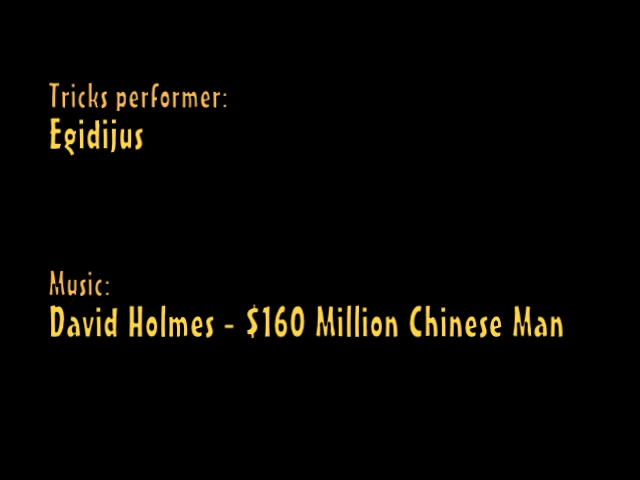 Tricks performer:
Egidijus
Music:
David Holmes - $160 Million Chinese Man